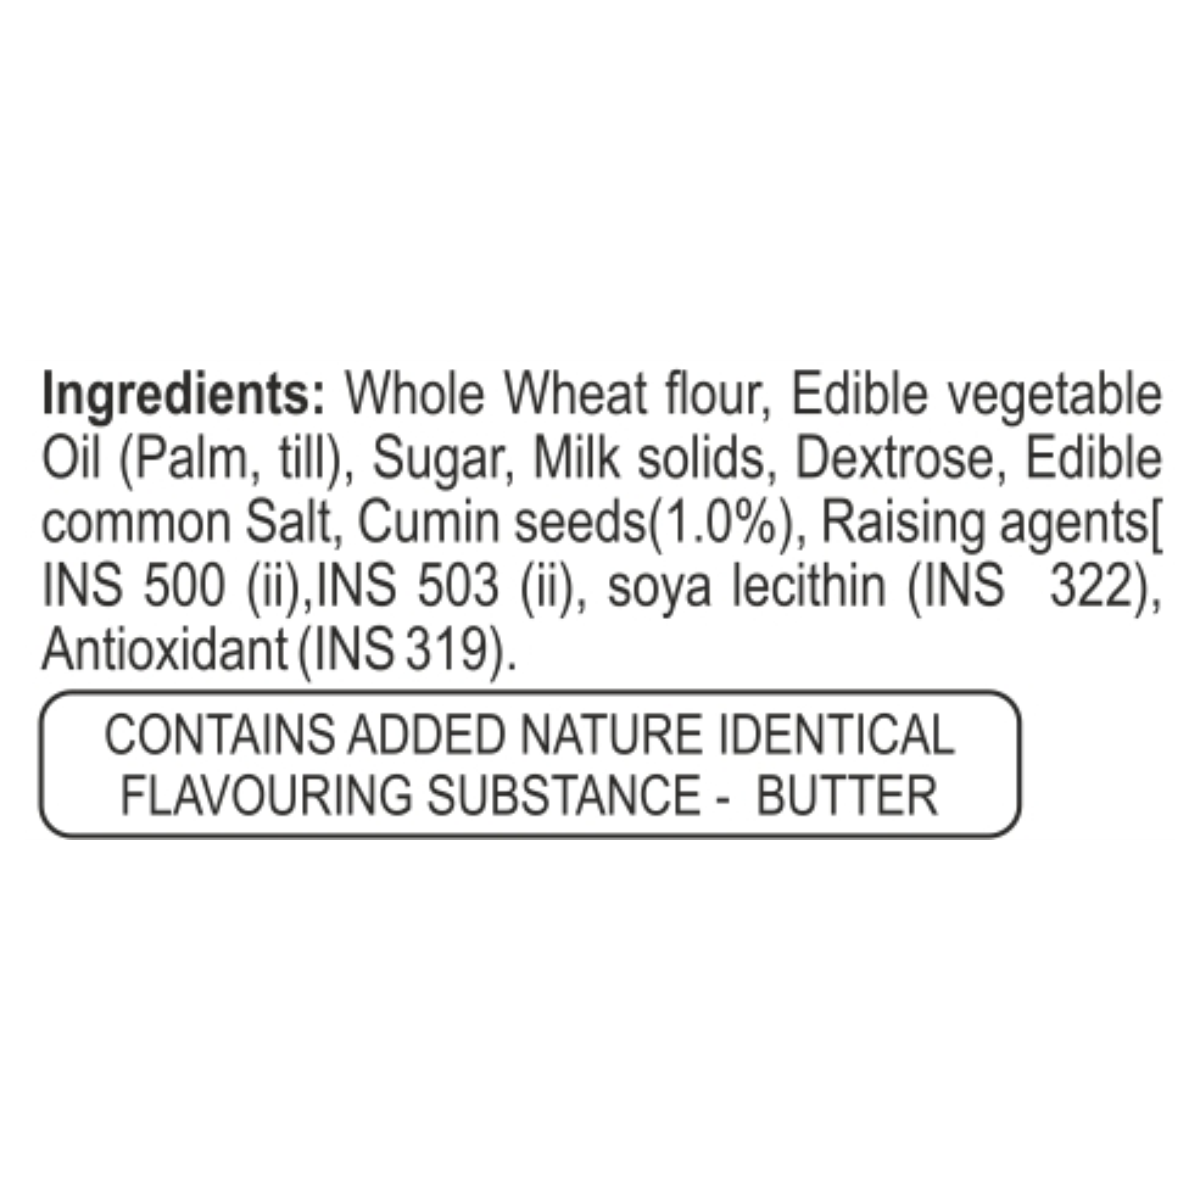 Ingredients: Whole Wheat flour, Edible vegetable
Oil (Palm, till), Sugar, Milk solids, Dextrose, Edible
common Salt, Cumin seeds(1.0%), Raising agents[
INS 500 (ii),INS 503 (ii), soya lecithin (INS 322),
Antioxidant (INS 319).
CONTAINS ADDED NATURE IDENTICAL
FLAVOURING SUBSTANCE - BUTTER